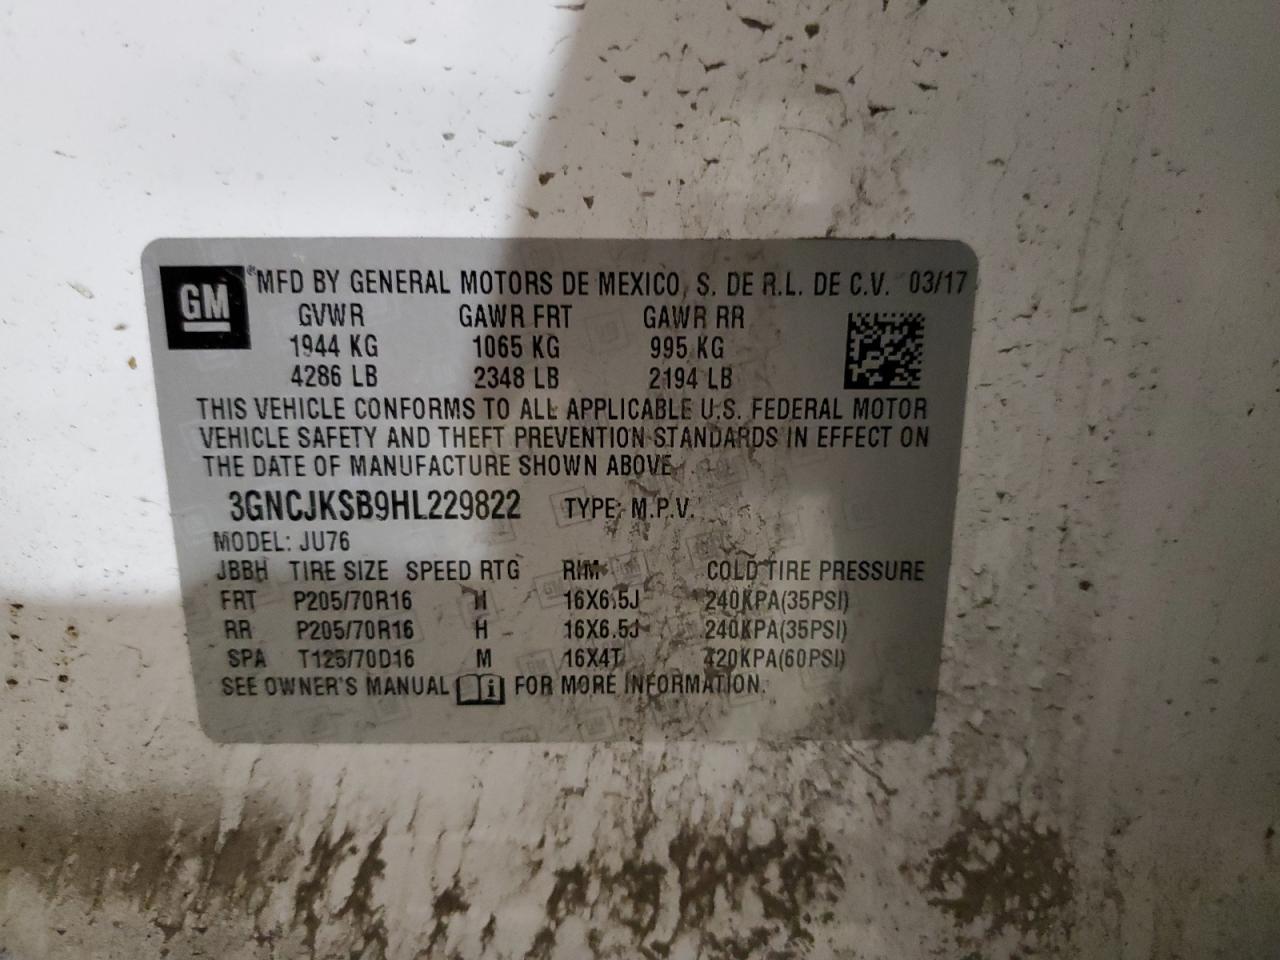 GM ® MFD BY GENERAL MOTORS DE MEXICO, S. DE R.L. DE C.V. 03/17
GVWR GAWR FRT GAWR RR
1944 KG 1065 KG 995 KG
4286 LB 2348 LB 2194 LB
THIS VEHICLE CONFORMS TO ALL APPLICABLE U.S. FEDERAL MOTOR
VEHICLE SAFETY AND THEFT PREVENTION STANDARDS IN EFFECT ON
THE DATE OF MANUFACTURE SHOWN ABOVE.
3GNCJKSB9HL229822 TYPE: M.P.V.
MODEL: JU76
JBBH TIRE SIZE SPEED RTG RIM COLD TIRE PRESSURE
FRT P205/70R16 H 16X6.5J 240KPA(35PSI)
RR P205/70R16 H 16X6.5J 240KPA(35PSI)
SPA T125/70D16 M 16X4T 420KPA(60PSI)
SEE OWNER'S MANUAL FOR MORE INFORMATION.